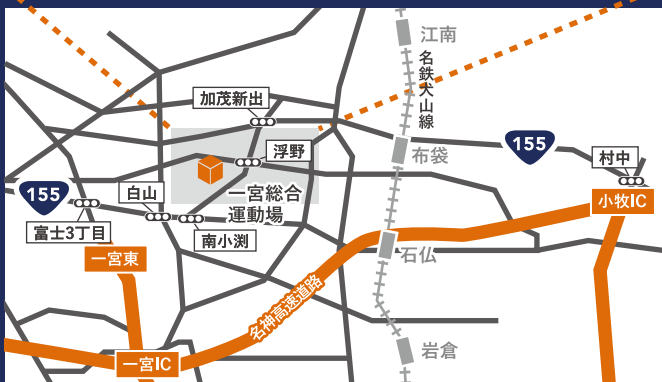 江南
名鉄犬山線
加茂新出
布袋
155
村中
浮野
155
白山
一宮総合
運動場
小牧IC
富士3丁目
南小渕
一宮東
石仏
名神高速道路
岩倉
一宮IC